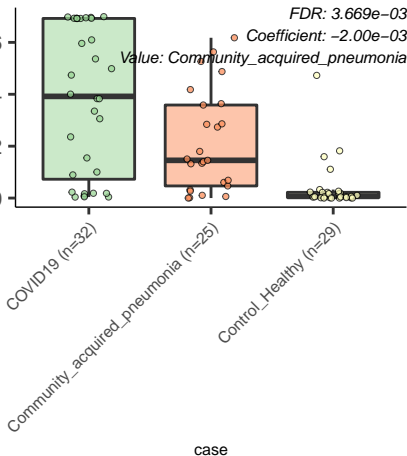 FDR: 3.669e−03
Coefficient: −2.00e−03
Value: Community_acquired_pneumonia
COVID19 (n=32)
Community_acquired_pneumonia (n=25)
Control_Healthy (n=29)
case